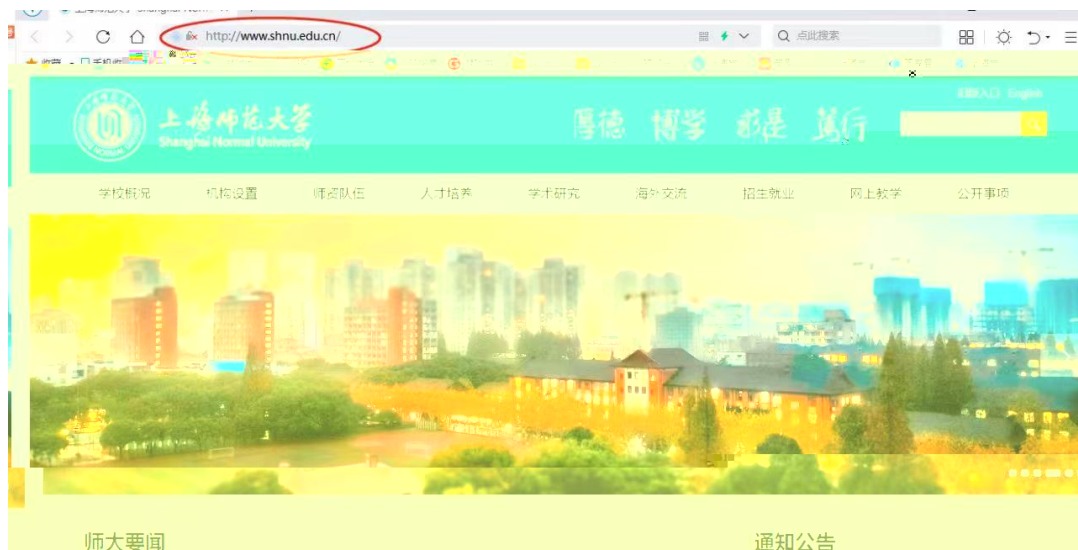 http://www.shnu.edu.cn/
点此搜索
上海师范大学
Shanghai Normal University
厚德 博学 求是 笃行
English
学校概况 机构设置 师资队伍 人才培养 学术研究 海外交流 招生就业 网上教学 公开事项
师大要闻 通知公告